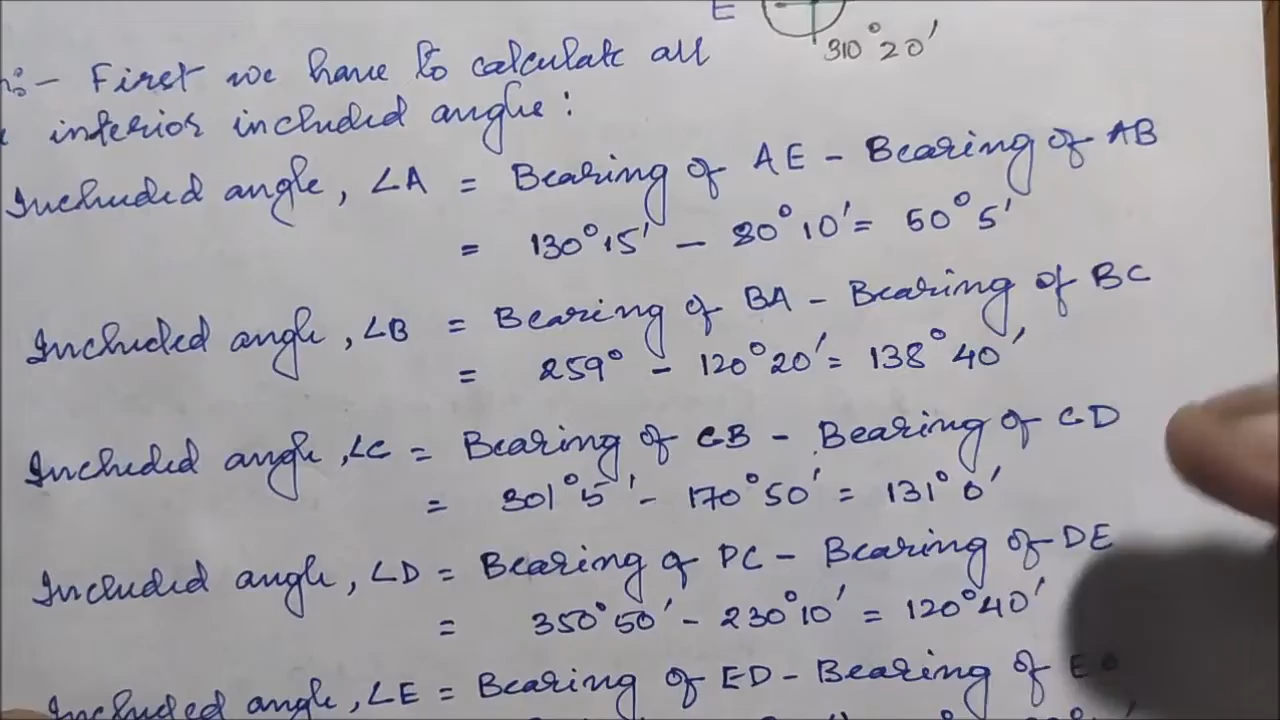 E
310°20'
:- First we have to calculate all
interior included angle:
Included angle, ∠A = Bearing of AE - Bearing of AB
= 130°15' - 80°10' = 50°5'
Included angle, ∠B = Bearing of BA - Bearing of BC
= 259° - 120°20' = 138°40'
Included angle, ∠C = Bearing of CB - Bearing of CD
= 301°5' - 170°50' = 131°0'
Included angle, ∠D = Bearing of DC - Bearing of DE
= 350°50' - 230°10' = 120°40'
Included angle, ∠E = Bearing of ED - Bearing of